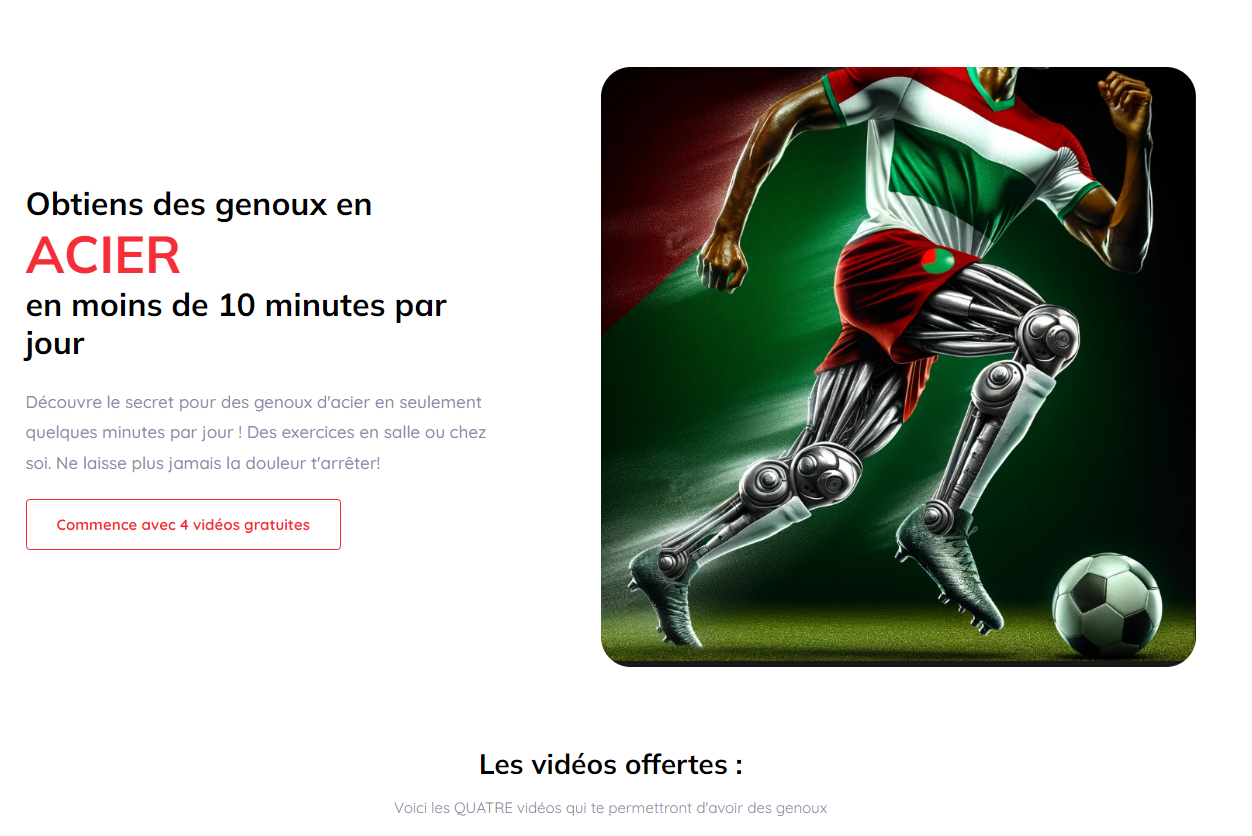 Obtiens des genoux en
ACIER
en moins de 10 minutes par
jour
Découvre le secret pour des genoux d'acier en seulement
quelques minutes par jour ! Des exercices en salle ou chez
soi. Ne laisse plus jamais la douleur t'arrêter!
Commence avec 4 vidéos gratuites
Les vidéos offertes :
Voici les QUATRE vidéos qui te permettront d'avoir des genoux